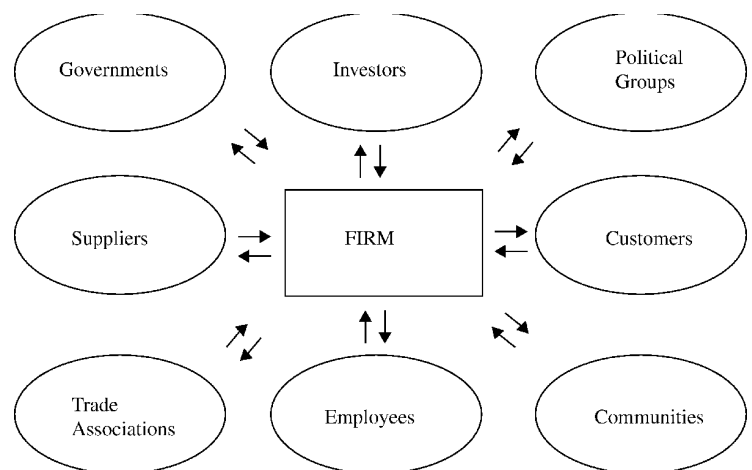 Governments
Investors
Political
Groups
Suppliers
FIRM
Customers
Trade
Associations
Employees
Communities